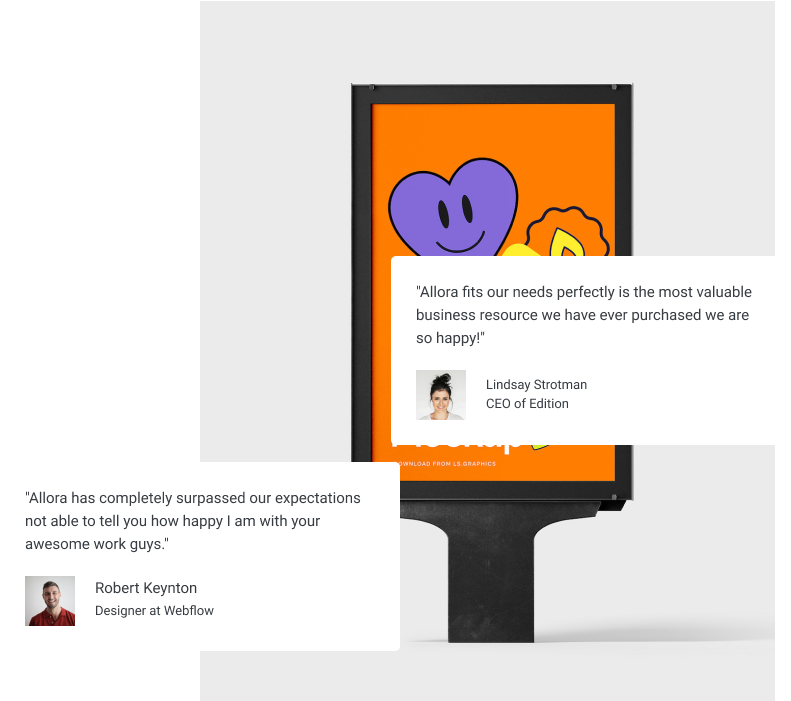 "Allora fits our needs perfectly is the most valuable
business resource we have ever purchased we are
so happy!"
Lindsay Strotman
CEO of Edition
DOWNLOAD FROM LS.GRAPHICS
"Allora has completely surpassed our expectations
not able to tell you how happy I am with your
awesome work guys."
Robert Keynton
Designer at Webflow